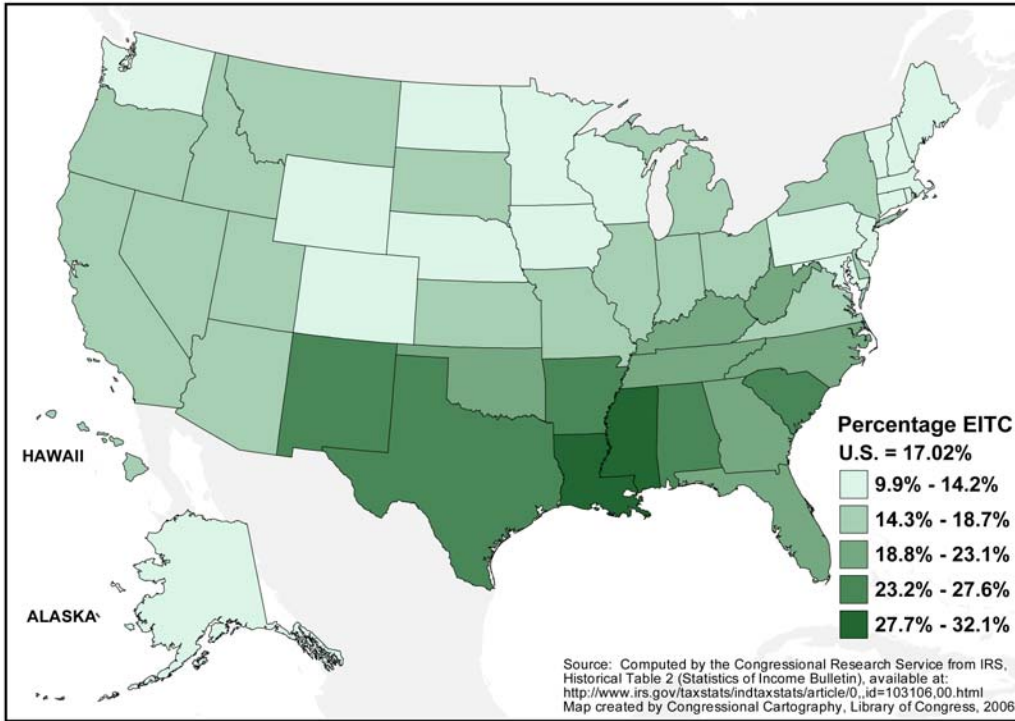 HAWAII
ALASKA
Percentage EITC
U.S. = 17.02%
9.9% - 14.2%
14.3% - 18.7%
18.8% - 23.1%
23.2% - 27.6%
27.7% - 32.1%
Source: Computed by the Congressional Research Service from IRS,
Historical Table 2 (Statistics of Income Bulletin), available at:
http://www.irs.gov/taxstats/indtaxstats/article/0,,id=103106,00.html
Map created by Congressional Cartography, Library of Congress, 2006